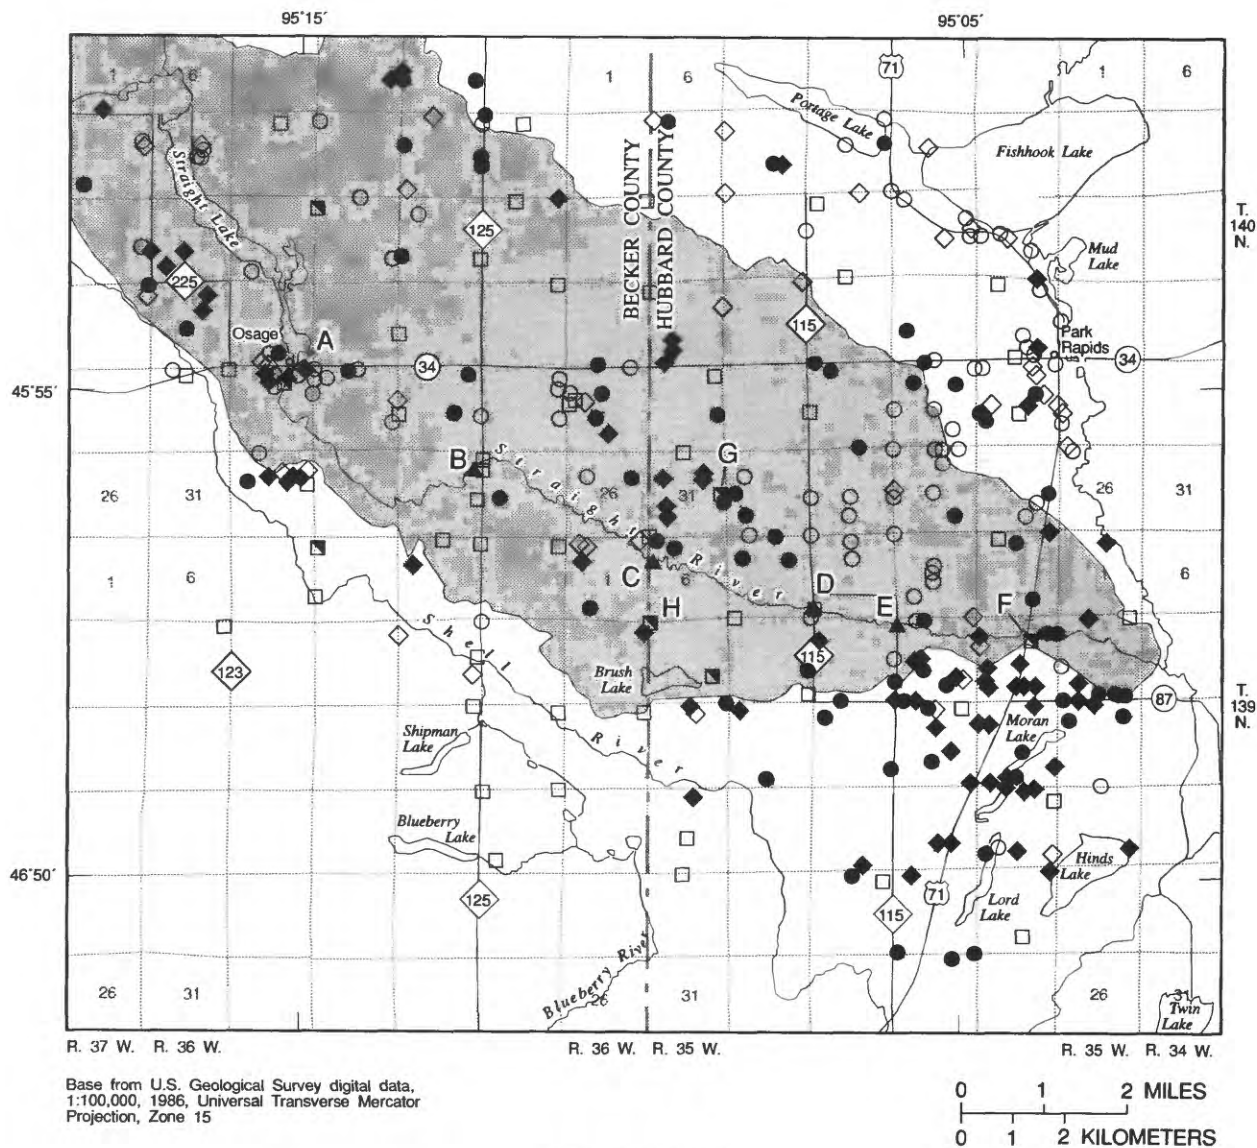 95°15′ 95°05′
1 6 1 6 71 1 6
Portage Lake
Fishhook Lake
Straight Lake
BECKER COUNTY
HUBBARD COUNTY
T. 140 N.
125
Mud Lake
225
Osage
A
115
Park Rapids
34 34
45°55′
B
Straight River
G
26 31 26 31 26 31
1 6 1 6 1 6
C
D
E
F
H
Shell River
123
Brush Lake
115
87
T. 139 N.
Shipman Lake
Moran Lake
Blueberry Lake
Hinds Lake
46°50′
125
71
115
Lord Lake
Blueberry River
26 31 26 31 26 31
Twin Lake
R. 37 W. R. 36 W. R. 36 W. R. 35 W. R. 35 W. R. 34 W.
Base from U.S. Geological Survey digital data,
1:100,000, 1986, Universal Transverse Mercator
Projection, Zone 15
0 1 2 MILES
0 1 2 KILOMETERS